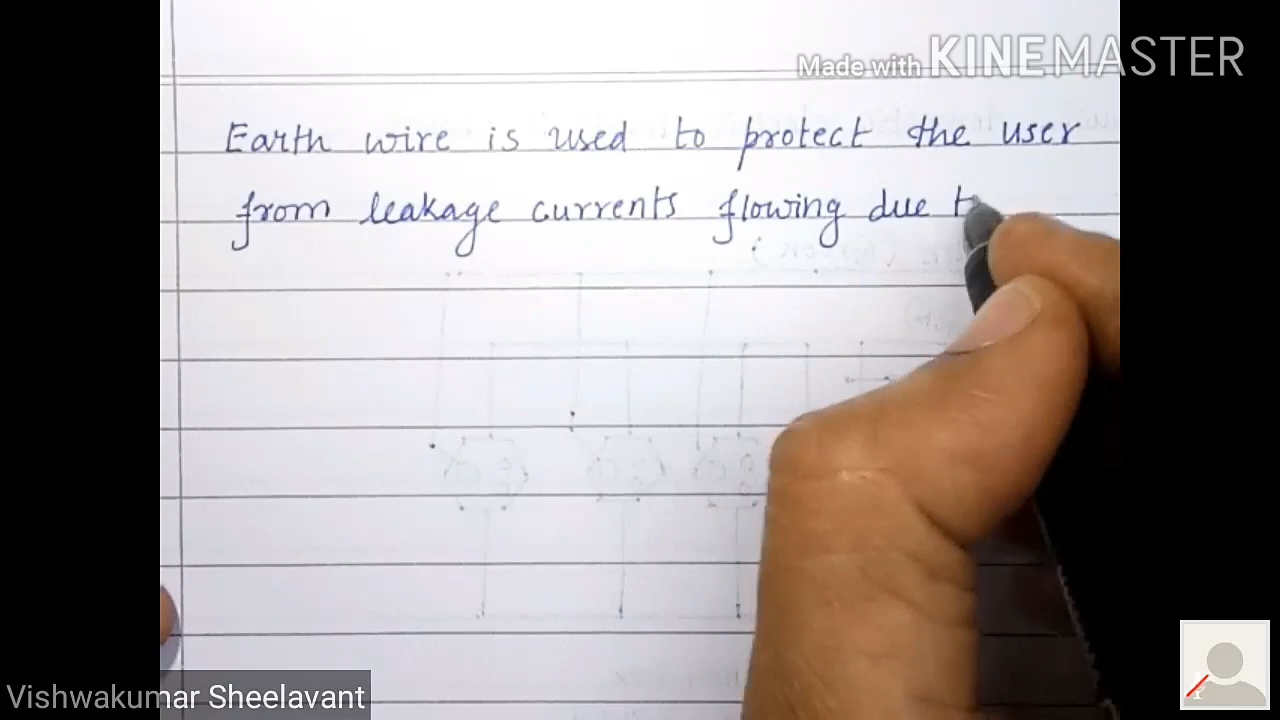 Made with KINEMASTER
Earth wire is used to protect the user
from leakage currents flowing due t
Vishwakumar Sheelavant